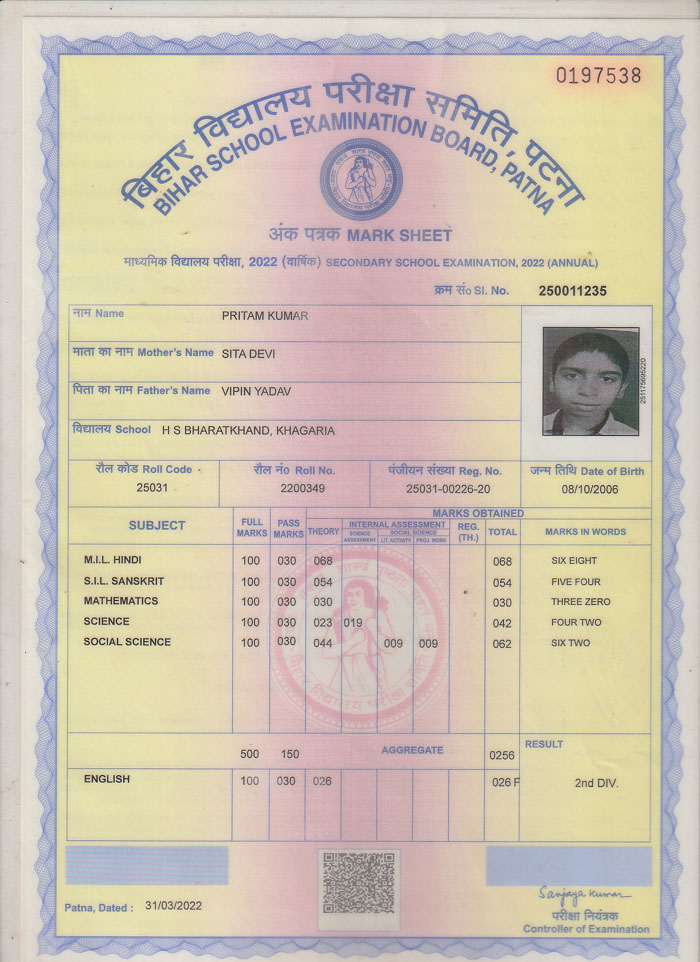 0197538
बिहार विद्यालय परीक्षा समिति, पटना
BIHAR SCHOOL EXAMINATION BOARD, PATNA
अंक पत्रक MARK SHEET
माध्यमिक विद्यालय परीक्षा, 2022 (वार्षिक) SECONDARY SCHOOL EXAMINATION, 2022 (ANNUAL)
क्रम सं० Sl. No. 250011235
नाम Name PRITAM KUMAR
माता का नाम Mother's Name SITA DEVI
पिता का नाम Father's Name VIPIN YADAV
विद्यालय School H S BHARATKHAND, KHAGARIA
251175695220
रौल कोड Roll Code रौल नं० Roll No. पंजीयन संख्या Reg. No. जन्म तिथि Date of Birth
25031 2200349 25031-00226-20 08/10/2006
SUBJECT FULL MARKS PASS MARKS MARKS OBTAINED
THEORY INTERNAL ASSESSMENT REG. (TH.) TOTAL MARKS IN WORDS
SCIENCE ASSESSMENT SOCIAL SCIENCE
LIT. ACTIVITY PROJ. WORK
M.I.L. HINDI 100 030 068 068 SIX EIGHT
S.I.L. SANSKRIT 100 030 054 054 FIVE FOUR
MATHEMATICS 100 030 030 030 THREE ZERO
SCIENCE 100 030 023 019 042 FOUR TWO
SOCIAL SCIENCE 100 030 044 009 009 062 SIX TWO
बिहार विद्यालय परीक्षा समिति
500 150 AGGREGATE 0256 RESULT
ENGLISH 100 030 026 026 F 2nd DIV.
Patna, Dated : 31/03/2022
Sanjaya Kumar
परीक्षा नियंत्रक
Controller of Examination